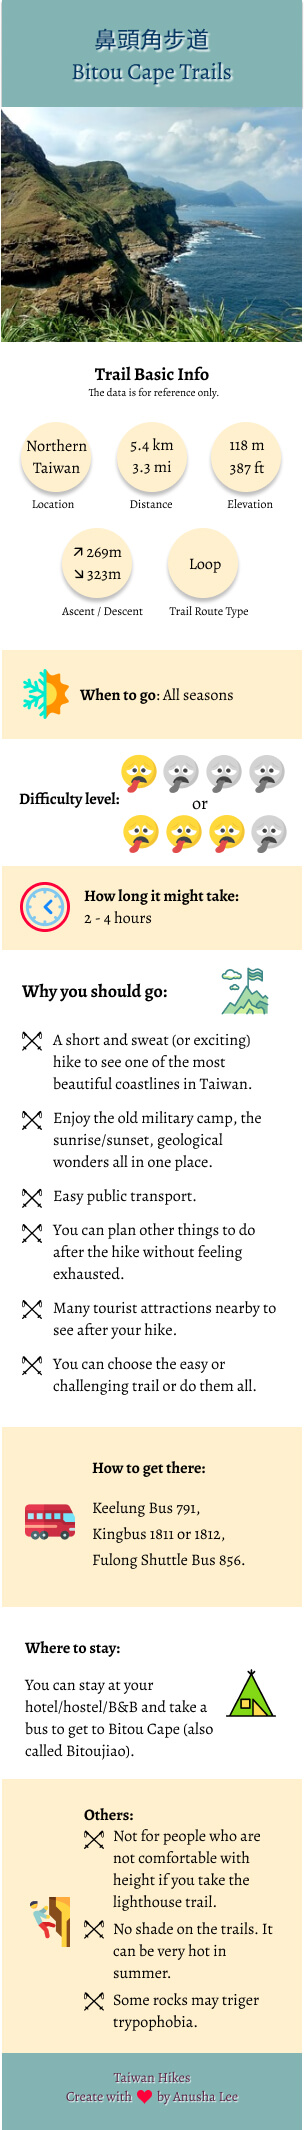 鼻頭角步道
Bitou Cape Trails
Trail Basic Info
The data is for reference only.
Northern
Taiwan
Location
5.4 km
3.3 mi
Distance
118 m
387 ft
Elevation
↗ 269m
↘ 323m
Ascent / Descent
Loop
Trail Route Type
When to go: All seasons
Difficulty level:
or
How long it might take:
2 - 4 hours
Why you should go:
A short and sweat (or exciting)
hike to see one of the most
beautiful coastlines in Taiwan.
Enjoy the old military camp, the
sunrise/sunset, geological
wonders all in one place.
Easy public transport.
You can plan other things to do
after the hike without feeling
exhausted.
Many tourist attractions nearby to
see after your hike.
You can choose the easy or
challenging trail or do them all.
How to get there:
Keelung Bus 791,
Kingbus 1811 or 1812,
Fulong Shuttle Bus 856.
Where to stay:
You can stay at your
hotel/hostel/B&B and take a
bus to get to Bitou Cape (also
called Bitoujiao).
Others:
Not for people who are
not comfortable with
height if you take the
lighthouse trail.
No shade on the trails. It
can be very hot in
summer.
Some rocks may triger
trypophobia.
Taiwan Hikes
Create with ❤ by Anusha Lee